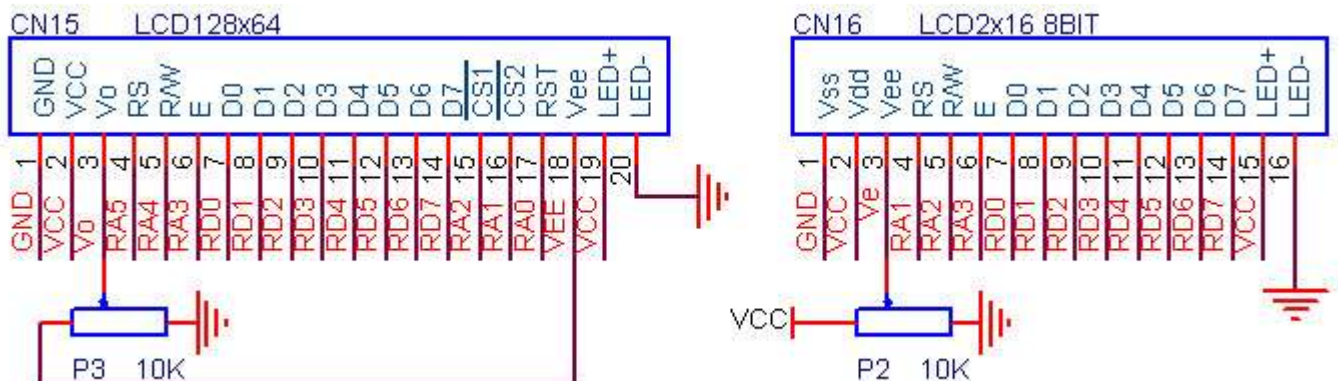 CN15 LCD128x64
GND VCC Vo RS R/W E D0 D1 D2 D3 D4 D5 D6 D7 CS1 CS2 RST Vee LED+ LED-
1 2 3 4 5 6 7 8 9 10 11 12 13 14 15 16 17 18 19 20
GND VCC Vo RA5 RA4 RA3 RD0 RD1 RD2 RD3 RD4 RD5 RD6 RD7 RA2 RA1 RA0 VEE VCC
P3 10K
CN16 LCD2x16 8BIT
Vss Vdd Vee RS R/W E D0 D1 D2 D3 D4 D5 D6 D7 LED+ LED-
1 2 3 4 5 6 7 8 9 10 11 12 13 14 15 16
GND VCC Ve RA1 RA2 RA3 RD0 RD1 RD2 RD3 RD4 RD5 RD6 RD7 VCC
VCC
P2 10K